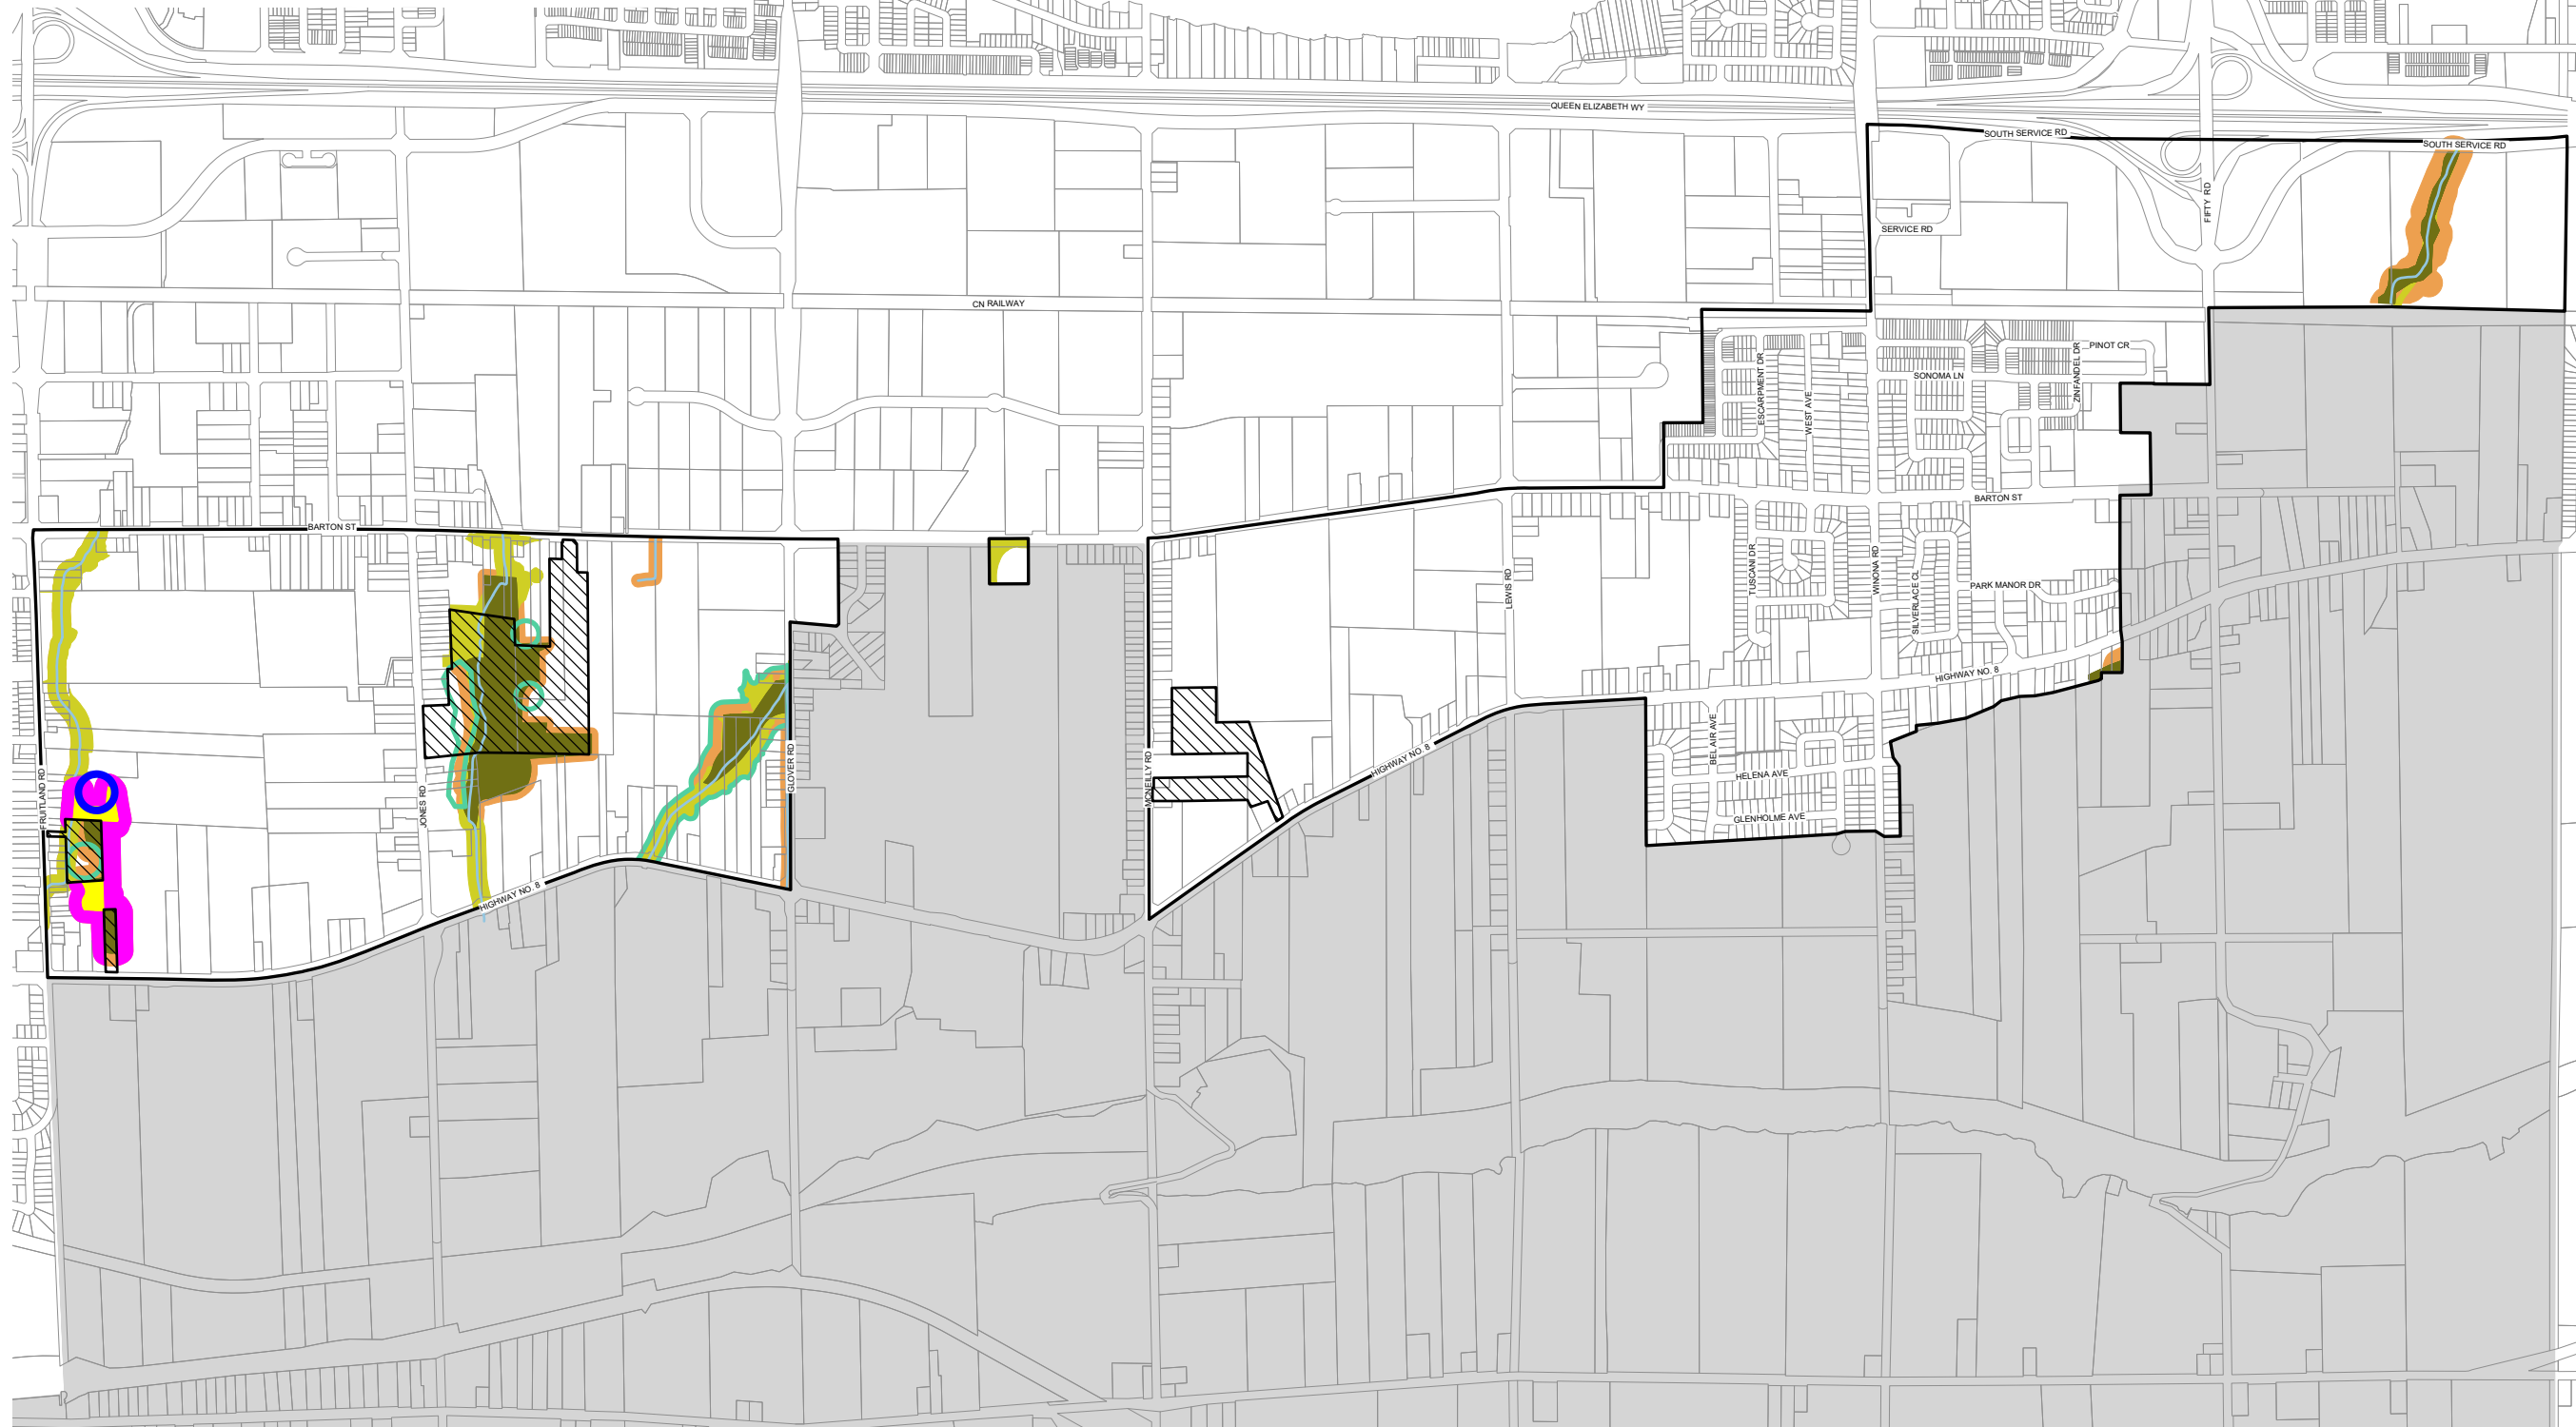 QUEEN ELIZABETH WY
SOUTH SERVICE RD
SOUTH SERVICE RD
FIFTY RD
SERVICE RD
CN RAILWAY
PINOT CR
ZINFANDEL DR
SONOMA LN
ESCARPMENT DR
WEST AVE
BARTON ST
BARTON ST
TUSCANI DR
WINONA RD
SILVERLACE CL
PARK MANOR DR
LEWIS RD
HIGHWAY NO. 8
BEL AIR AVE
HIGHWAY NO. 8
HELENA AVE
GLENHOLME AVE
MCNEILLY RD
GLOVER RD
JONES RD
FRUITLAND RD
HIGHWAY NO. 8